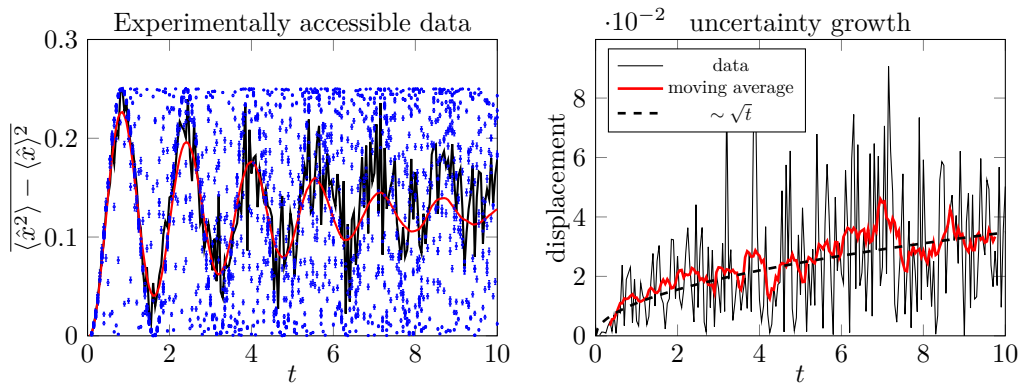 Experimentally accessible data
0.3
0.2
0.1
0
0 2 4 6 8 10
t
⟨x̂²⟩ − ⟨x̂⟩²
·10⁻² uncertainty growth
8
6
4
2
0
0 2 4 6 8 10
t
displacement
data
moving average
∼ √t